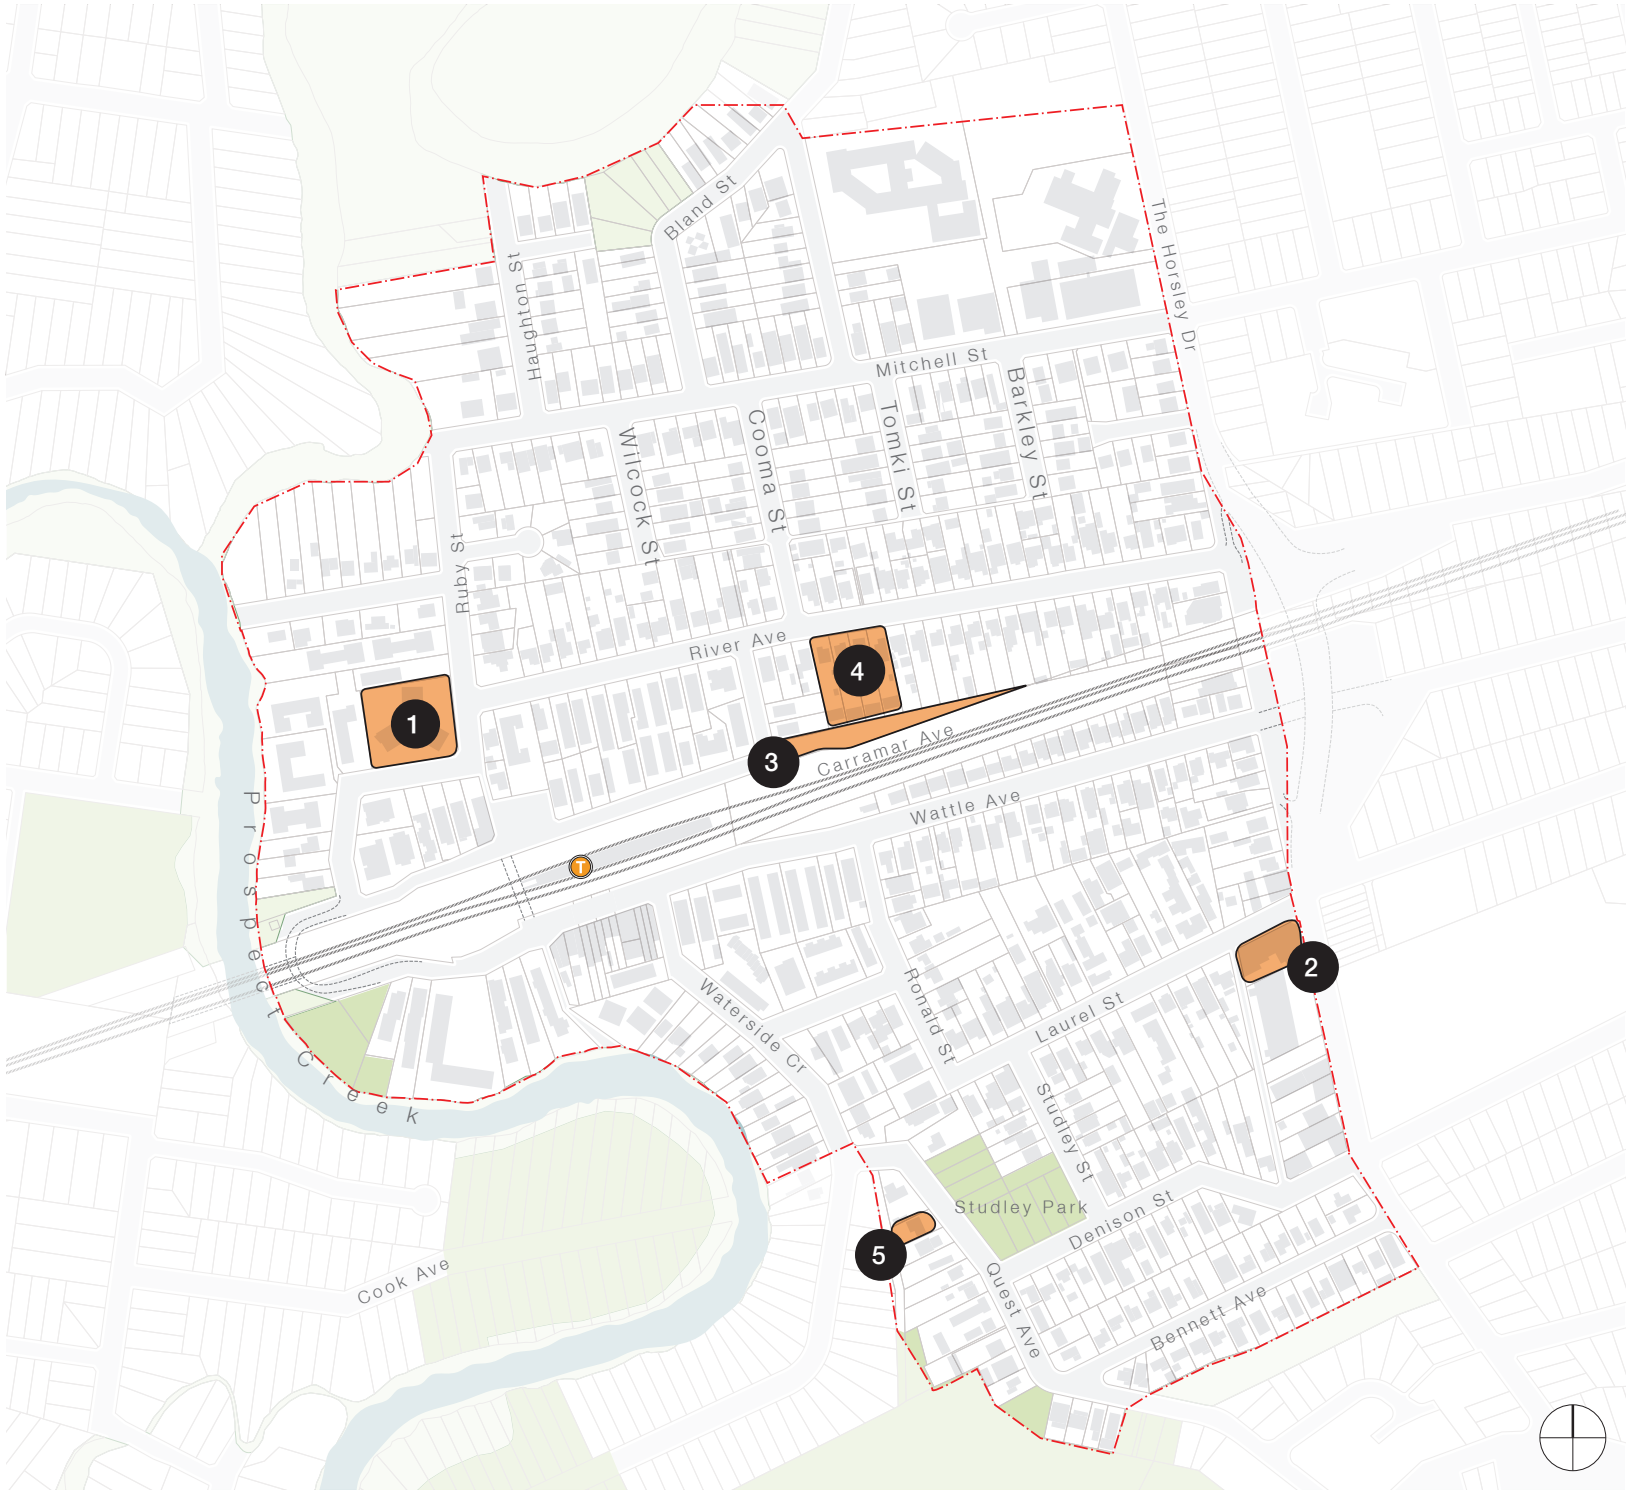 Bland St
The Horsley Dr
Haughton St
Mitchell St
Barkley St
Tomki St
Cooma St
Wilcock St
Ruby St
River Ave
4
1
3
Carramar Ave
Wattle Ave
T
Prospect Creek
2
Ronald St
Waterside Cr
Laurel St
Studley St
Studley Park
Denison St
5
Quest Ave
Cook Ave
Bennett Ave